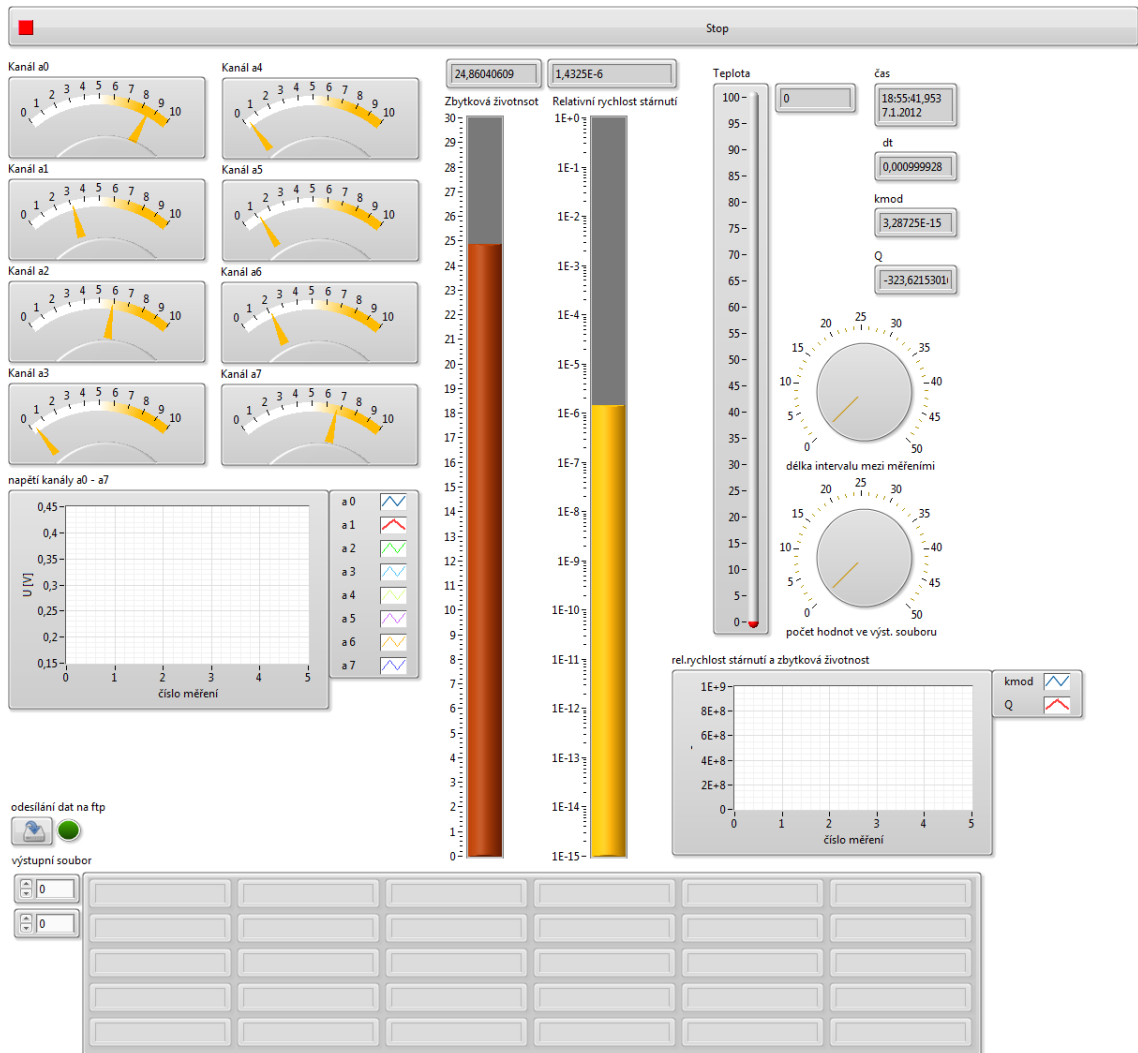 Stop
Kanál a0
0 1 2 3 4 5 6 7 8 9 10
Kanál a4
0 1 2 3 4 5 6 7 8 9 10
Kanál a1
0 1 2 3 4 5 6 7 8 9 10
Kanál a5
0 1 2 3 4 5 6 7 8 9 10
Kanál a2
0 1 2 3 4 5 6 7 8 9 10
Kanál a6
0 1 2 3 4 5 6 7 8 9 10
Kanál a3
0 1 2 3 4 5 6 7 8 9 10
Kanál a7
0 1 2 3 4 5 6 7 8 9 10
24,86040609
Zbytková životnsot
30
29
28
27
26
25
24
23
22
21
20
19
18
17
16
15
14
13
12
11
10
9
8
7
6
5
4
3
2
1
0
1,4325E-6
Relativní rychlost stárnutí
1E+0
1E-1
1E-2
1E-3
1E-4
1E-5
1E-6
1E-7
1E-8
1E-9
1E-10
1E-11
1E-12
1E-13
1E-14
1E-15
Teplota
0
100
95
90
85
80
75
70
65
60
55
50
45
40
35
30
25
20
15
10
5
0
čas
18:55:41,953
7.1.2012
dt
0,000999928
kmod
3,28725E-15
Q
-323,6215301
0 5 10 15 20 25 30 35 40 45 50
délka intervalu mezi měřeními
0 5 10 15 20 25 30 35 40 45 50
počet hodnot ve výst. souboru
napětí kanály a0 - a7
U [V]
0,45
0,4
0,35
0,3
0,25
0,2
0,15
0 1 2 3 4 5
číslo měření
a 0
a 1
a 2
a 3
a 4
a 5
a 6
a 7
rel.rychlost stárnutí a zbytková životnost
1E+9
8E+8
6E+8
4E+8
2E+8
0
0 1 2 3 4 5
číslo měření
kmod
Q
odesílání dat na ftp
výstupní soubor
0
0